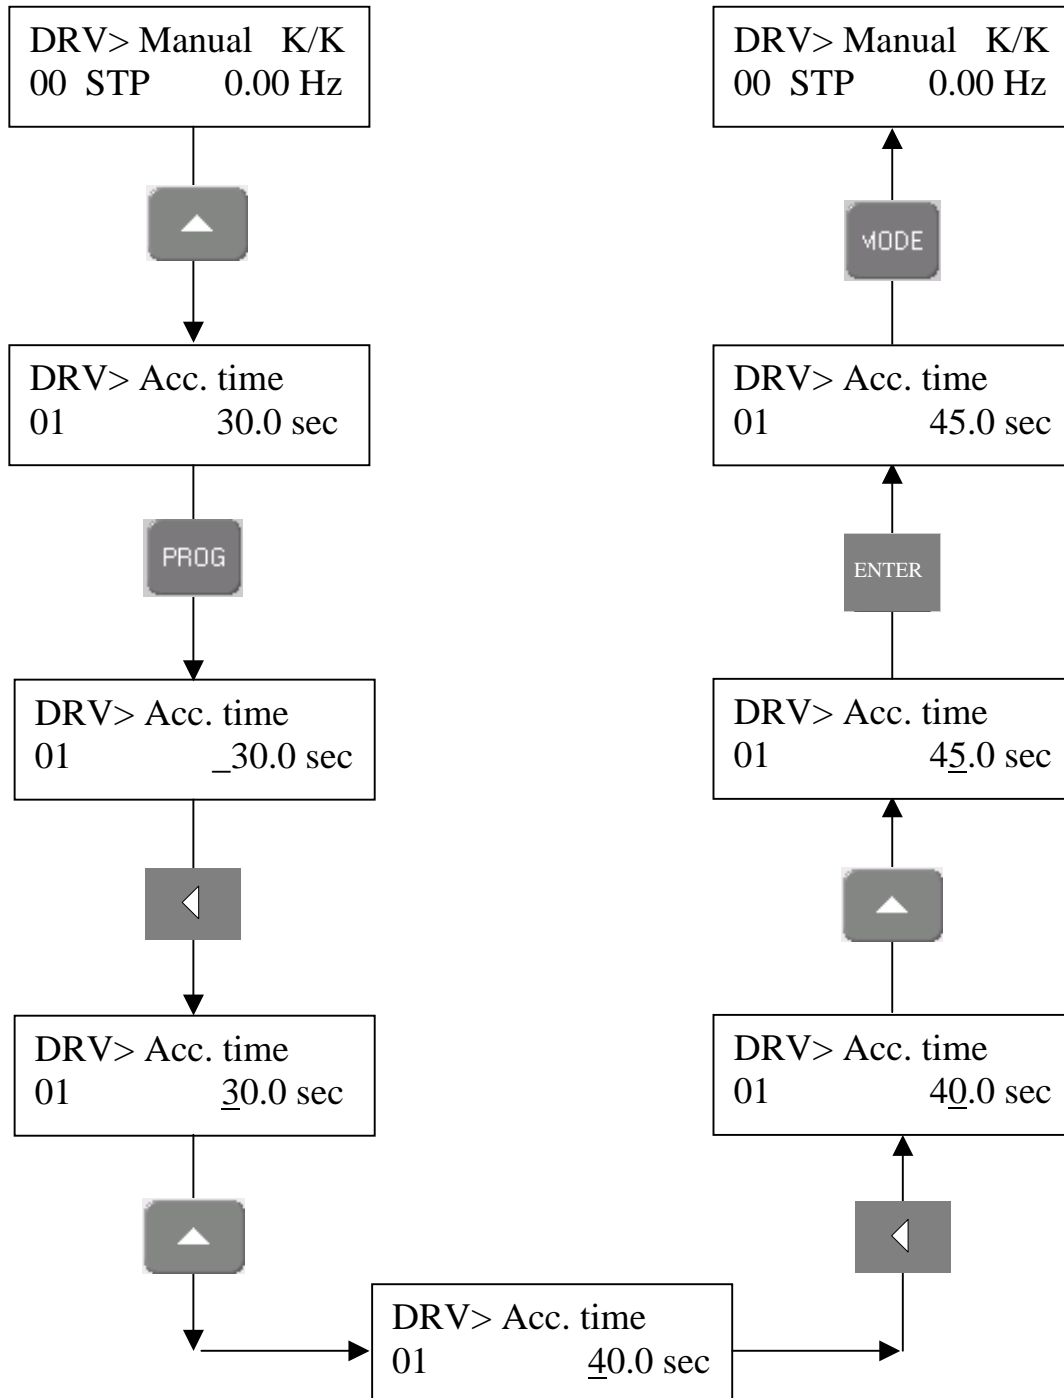 DRV> Manual K/K
00 STP 0.00 Hz
DRV> Acc. time
01 30.0 sec
PROG
DRV> Acc. time
01 _30.0 sec
DRV> Acc. time
01 30.0 sec
DRV> Acc. time
01 40.0 sec
DRV> Acc. time
01 40.0 sec
DRV> Acc. time
01 45.0 sec
ENTER
DRV> Acc. time
01 45.0 sec
MODE
DRV> Manual K/K
00 STP 0.00 Hz